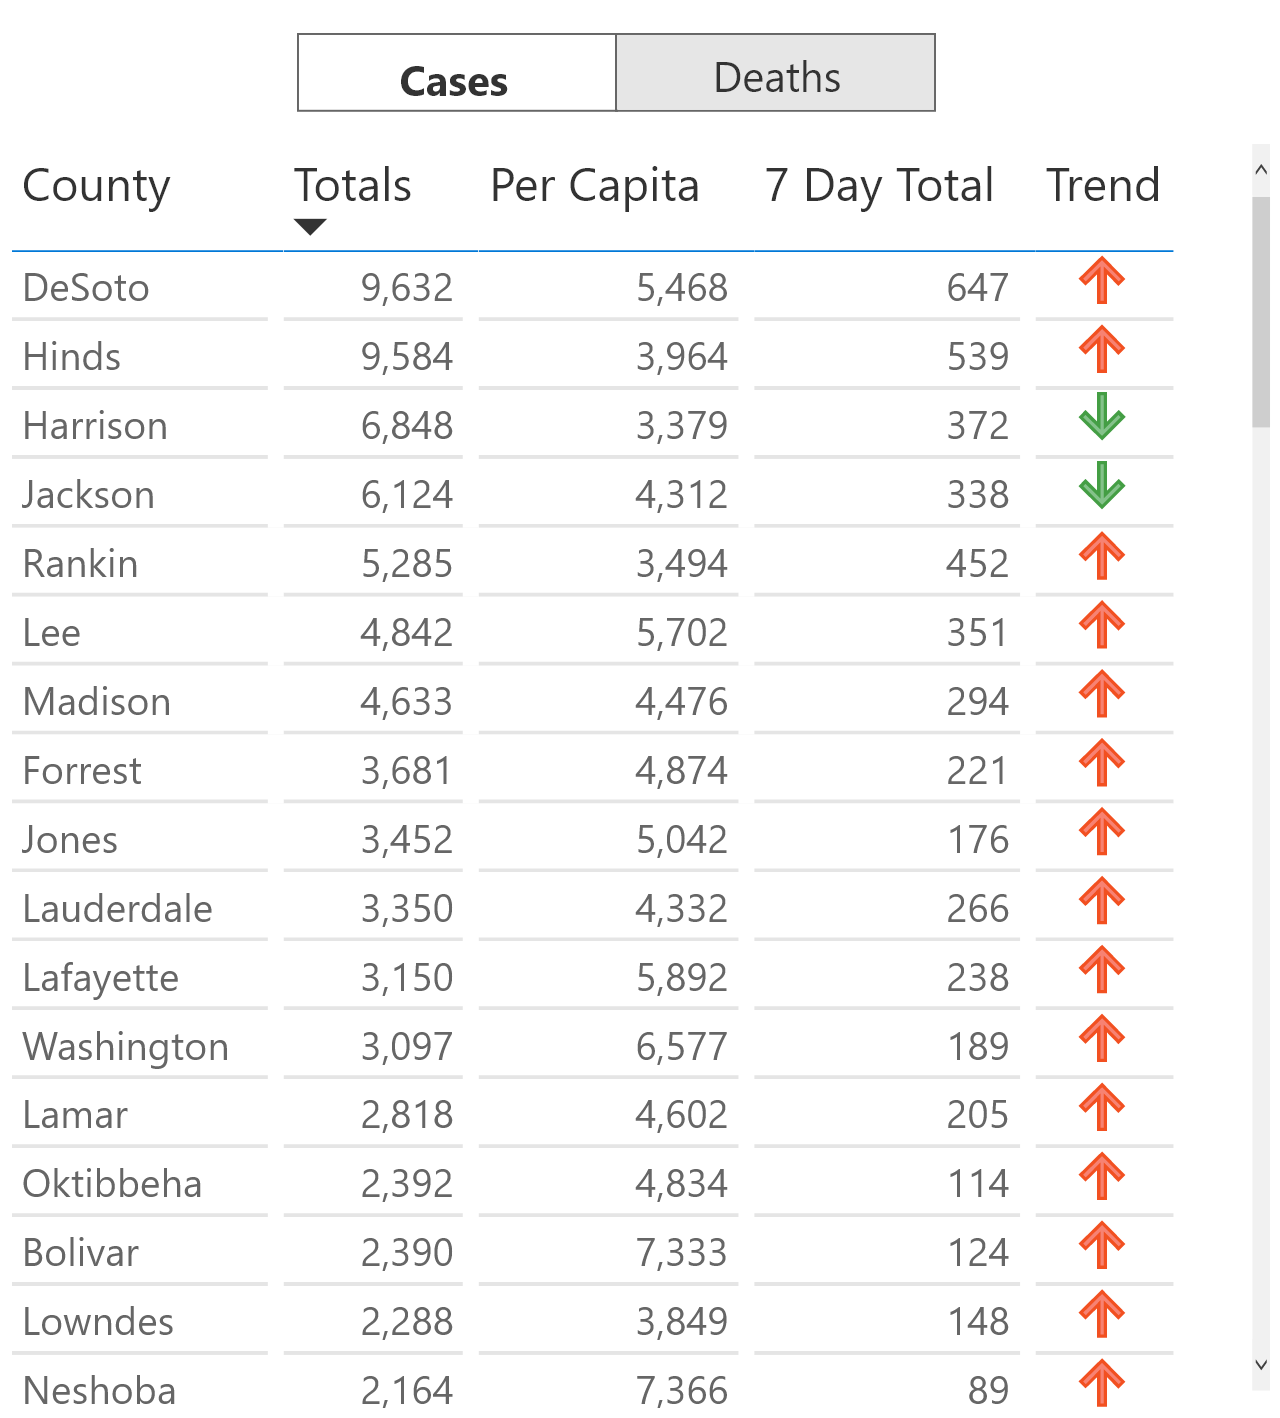 Cases Deaths
County Totals Per Capita 7 Day Total Trend
DeSoto 9,632 5,468 647
Hinds 9,584 3,964 539
Harrison 6,848 3,379 372
Jackson 6,124 4,312 338
Rankin 5,285 3,494 452
Lee 4,842 5,702 351
Madison 4,633 4,476 294
Forrest 3,681 4,874 221
Jones 3,452 5,042 176
Lauderdale 3,350 4,332 266
Lafayette 3,150 5,892 238
Washington 3,097 6,577 189
Lamar 2,818 4,602 205
Oktibbeha 2,392 4,834 114
Bolivar 2,390 7,333 124
Lowndes 2,288 3,849 148
Neshoba 2,164 7,366 89